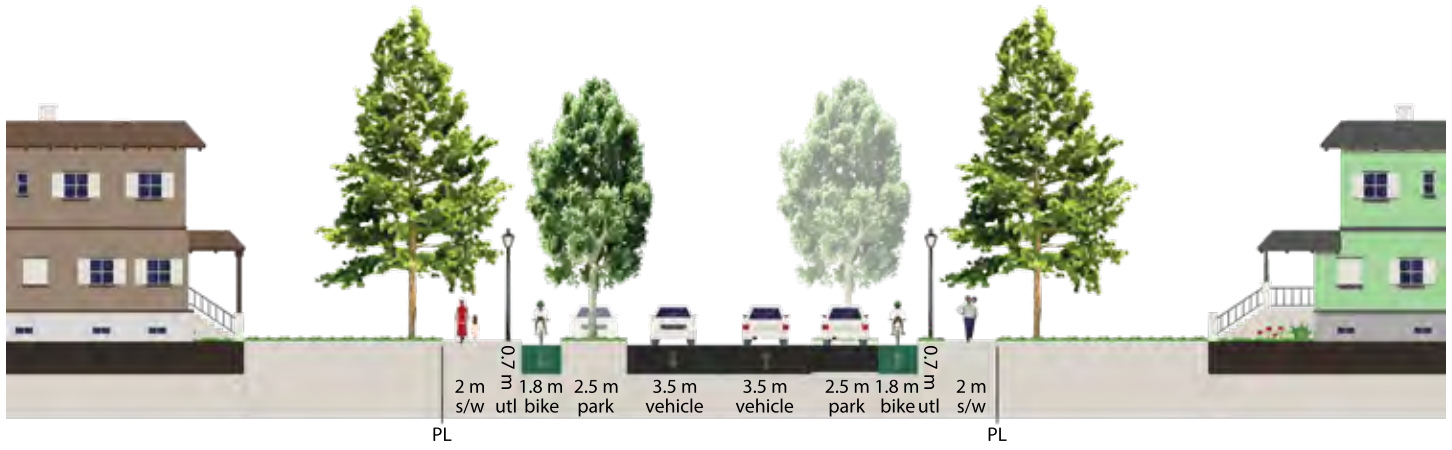 2 m
s/w
0.7 m
utl
1.8 m
bike
2.5 m
park
3.5 m
vehicle
3.5 m
vehicle
2.5 m
park
1.8 m
bike
0.7 m
utl
2 m
s/w
PL
PL